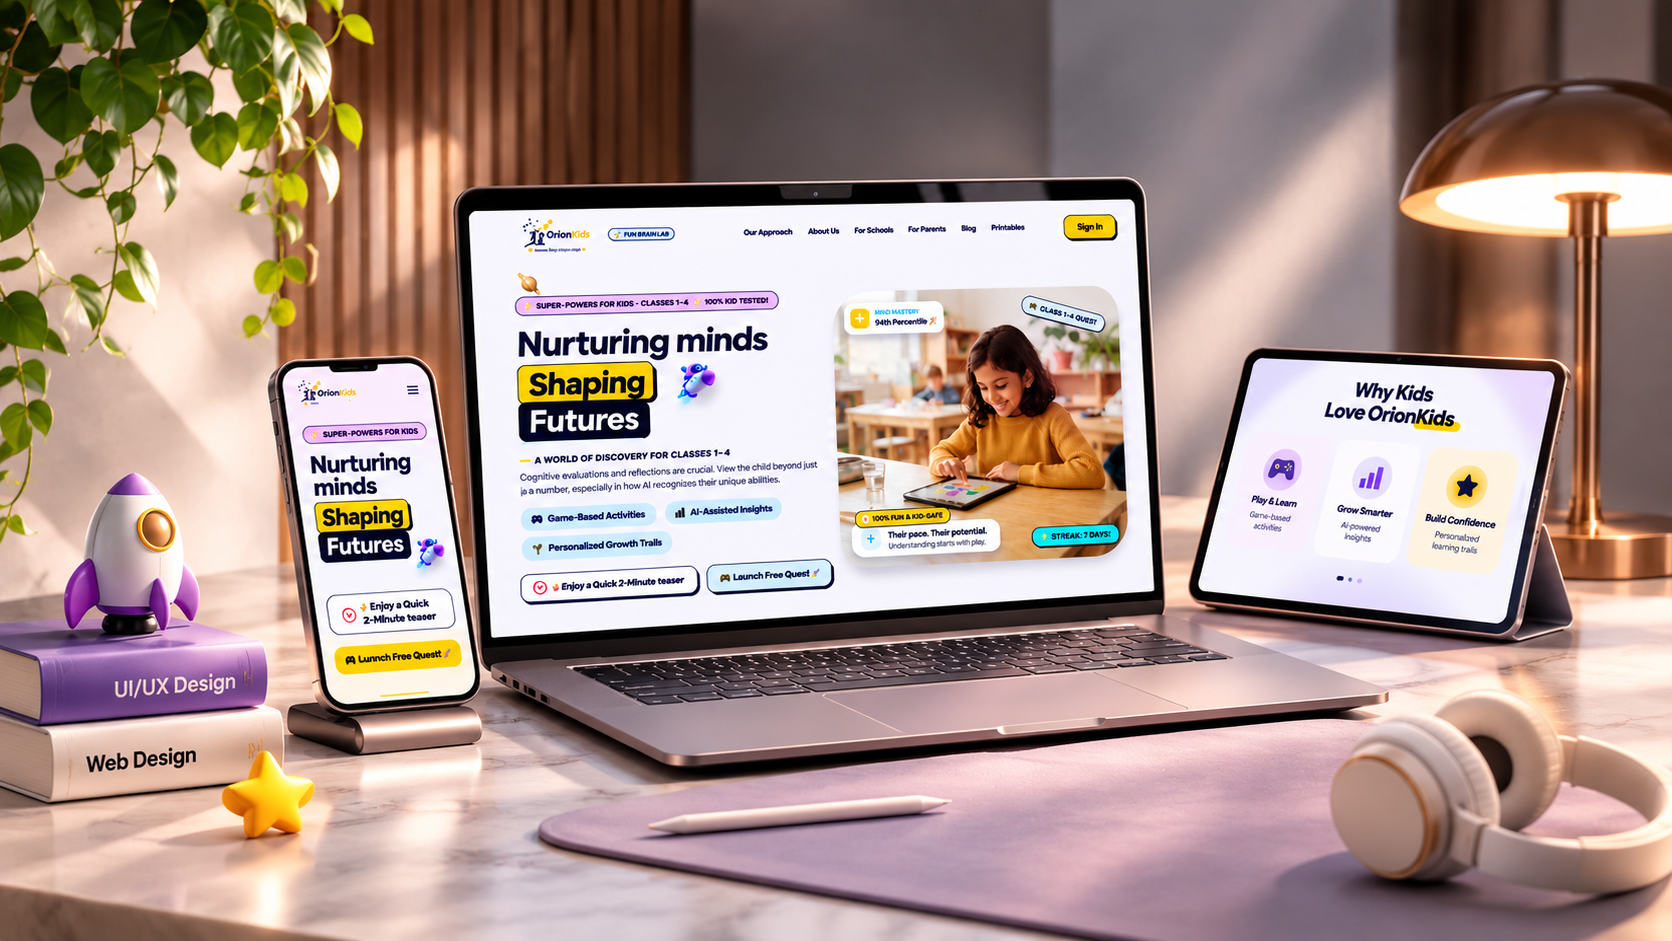 OrionKids
FUN BRAIN LAB
Our Approach
About Us
For Schools
For Parents
Blog
Printables
Sign In
SUPER-POWERS FOR KIDS - CLASSES 1-4 100% KID TESTED!
Nurturing minds
Shaping
Futures
A WORLD OF DISCOVERY FOR CLASSES 1-4
Cognitive evaluations and reflections are crucial. View the child beyond just
a number, especially in how AI recognizes their unique abilities.
Game-Based Activities
AI-Assisted Insights
Personalized Growth Trails
Enjoy a Quick 2-Minute teaser
Launch Free Quest!
MIND MASTERY
94th Percentile
CLASS 1-4 QUEST
100% FUN & KID-SAFE
Their pace. Their potential.
Understanding starts with play.
STREAK: 7 DAYS!
OrionKids
SUPER-POWERS FOR KIDS
Nurturing
minds
Shaping
Futures
Enjoy a Quick
2-Minute teaser
Lunnch Free Quest!
Why Kids
Love OrionKids
Play & Learn
Game-based
activities
Grow Smarter
AI-powered
insights
Build Confidence
Personalized
learning trails
UI/UX Design
Web Design